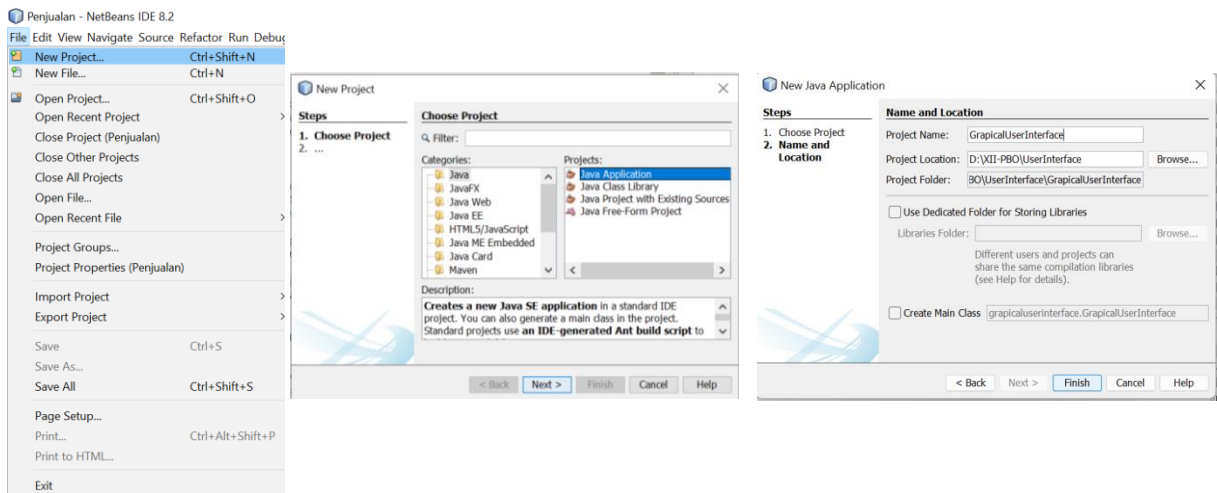 Penjualan - NetBeans IDE 8.2
File Edit View Navigate Source Refactor Run Debug
New Project... Ctrl+Shift+N
New File... Ctrl+N
Open Project... Ctrl+Shift+O
Open Recent Project
Close Project (Penjualan)
Close Other Projects
Close All Projects
Open File...
Open Recent File
Project Groups...
Project Properties (Penjualan)
Import Project
Export Project
Save Ctrl+S
Save As...
Save All Ctrl+Shift+S
Page Setup...
Print... Ctrl+Alt+Shift+P
Print to HTML...
Exit
New Project
Steps
1. Choose Project
2. ...
Choose Project
Filter:
Categories:
Java
JavaFX
Java Web
Java EE
HTML5/JavaScript
Java ME Embedded
Java Card
Maven
Projects:
Java Application
Java Class Library
Java Project with Existing Sources
Java Free-Form Project
Description:
Creates a new Java SE application in a standard IDE
project. You can also generate a main class in the project.
Standard projects use an IDE-generated Ant build script to
< Back Next > Finish Cancel Help
New Java Application
Steps
1. Choose Project
2. Name and
Location
Name and Location
Project Name: GrapicalUserInterface
Project Location: D:\XII-PBO\UserInterface Browse...
Project Folder: BO\UserInterface\GrapicalUserInterface
Use Dedicated Folder for Storing Libraries
Libraries Folder: Browse...
Different users and projects can
share the same compilation libraries
(see Help for details).
Create Main Class grapicaluserinterface.GrapicalUserInterface
< Back Next > Finish Cancel Help